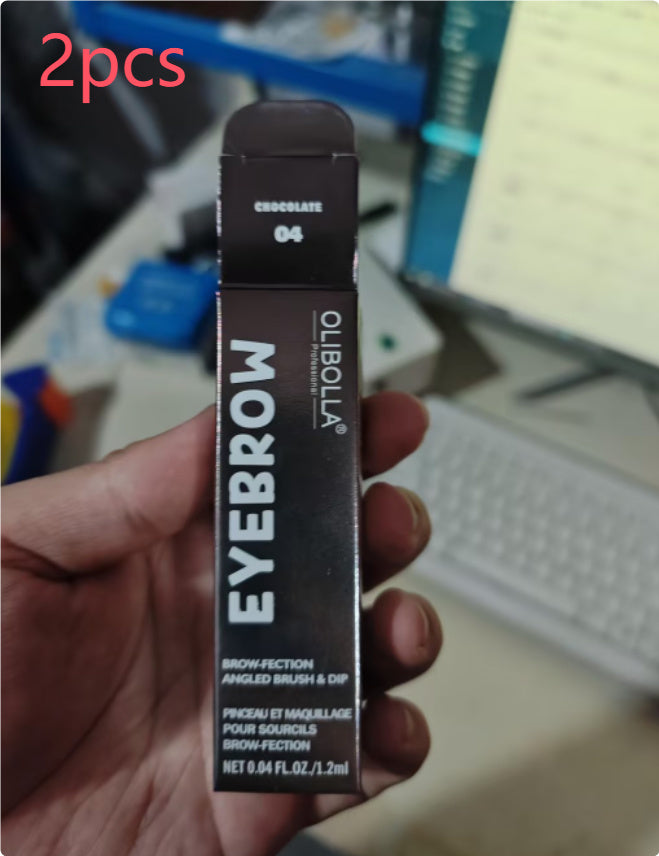 2pcs
CHOCOLATE
04
OLIBOLLA®
Professional
EYEBROW
BROW-FECTION
ANGLED BRUSH & DIP
PINCEAU ET MAQUILLAGE
POUR SOURCILS
BROW-FECTION
NET 0.04 FL.OZ./1.2ml